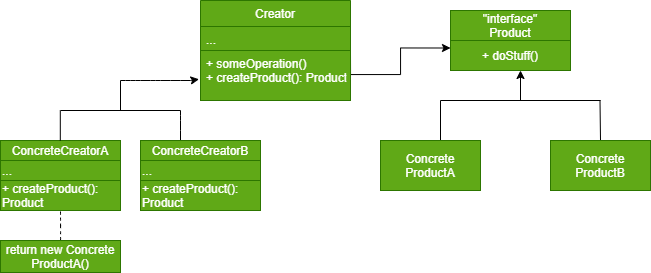 Creator
...
+ someOperation()
+ createProduct(): Product
"interface"
Product
+ doStuff()
ConcreteCreatorA
...
+ createProduct():
Product
ConcreteCreatorB
...
+ createProduct():
Product
Concrete
ProductA
Concrete
ProductB
return new Concrete
ProductA()